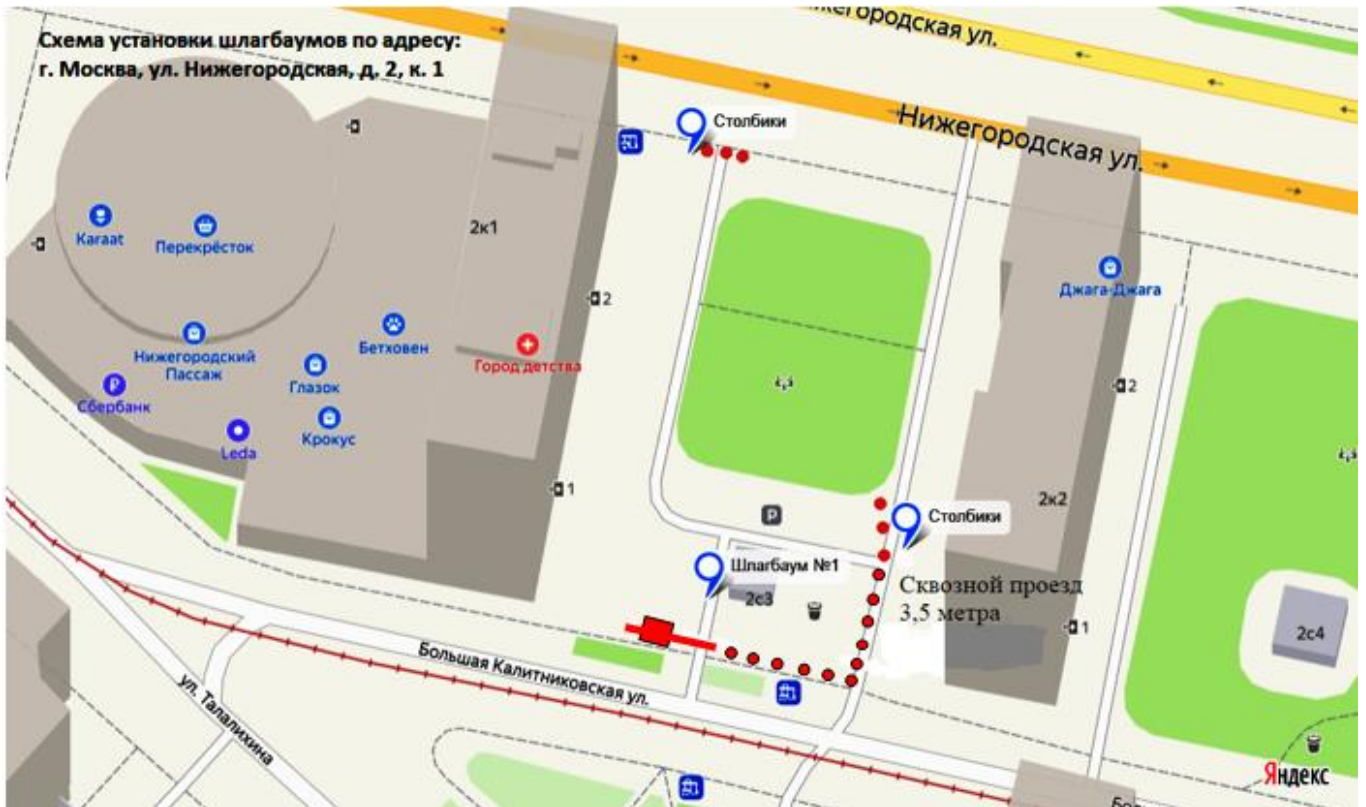 Схема установки шлагбаумов по адресу:
г. Москва, ул. Нижегородская, д. 2, к. 1
жегородская ул.
Нижегородская ул.
Столбики
2к1
Karaat
Перекрёсток
2
Джага-Джага
Нижегородский
Пассаж
Бетховен
Город детства
Глазок
Сбербанк
Крокус
Leda
2
1
P
2к2
Столбики
Шлагбаум №1
Сквозной проезд
3,5 метра
2с3
1
2с4
Большая Калитниковская ул.
ул. Талалихина
Яндекс